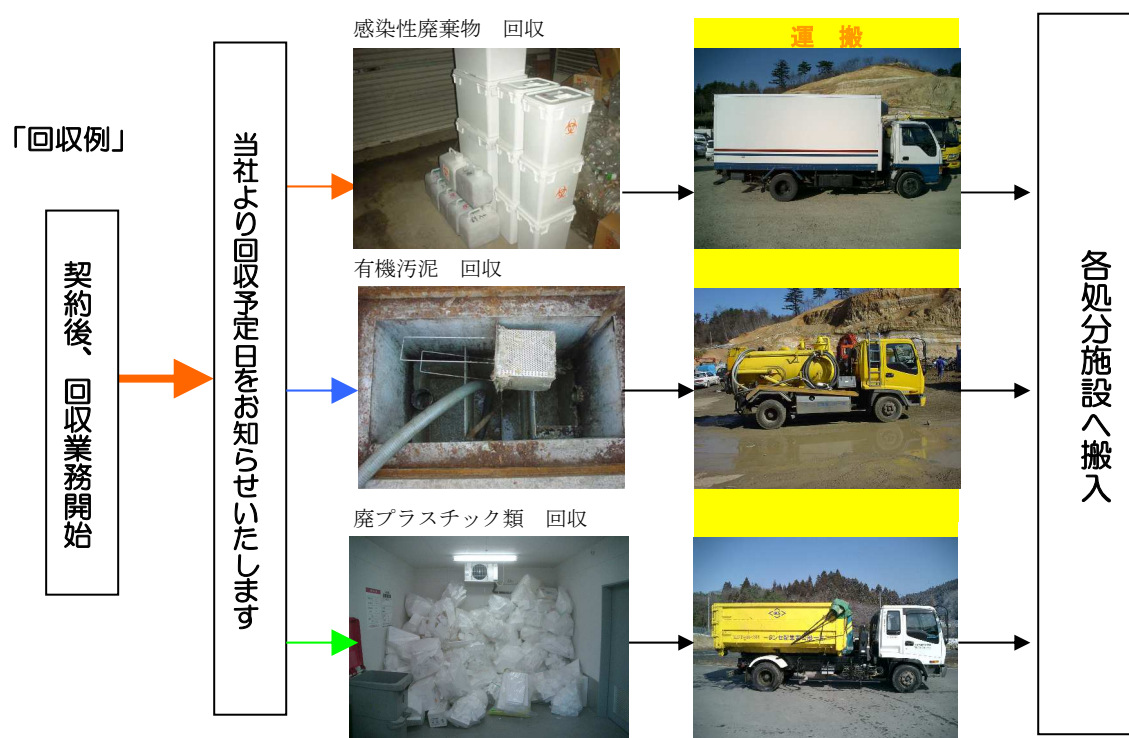 「回収例」
契約後、回収業務開始
当社より回収予定日をお知らせいたします
感染性廃棄物　回収
有機汚泥　回収
廃プラスチック類　回収
運　搬
各処分施設へ搬入